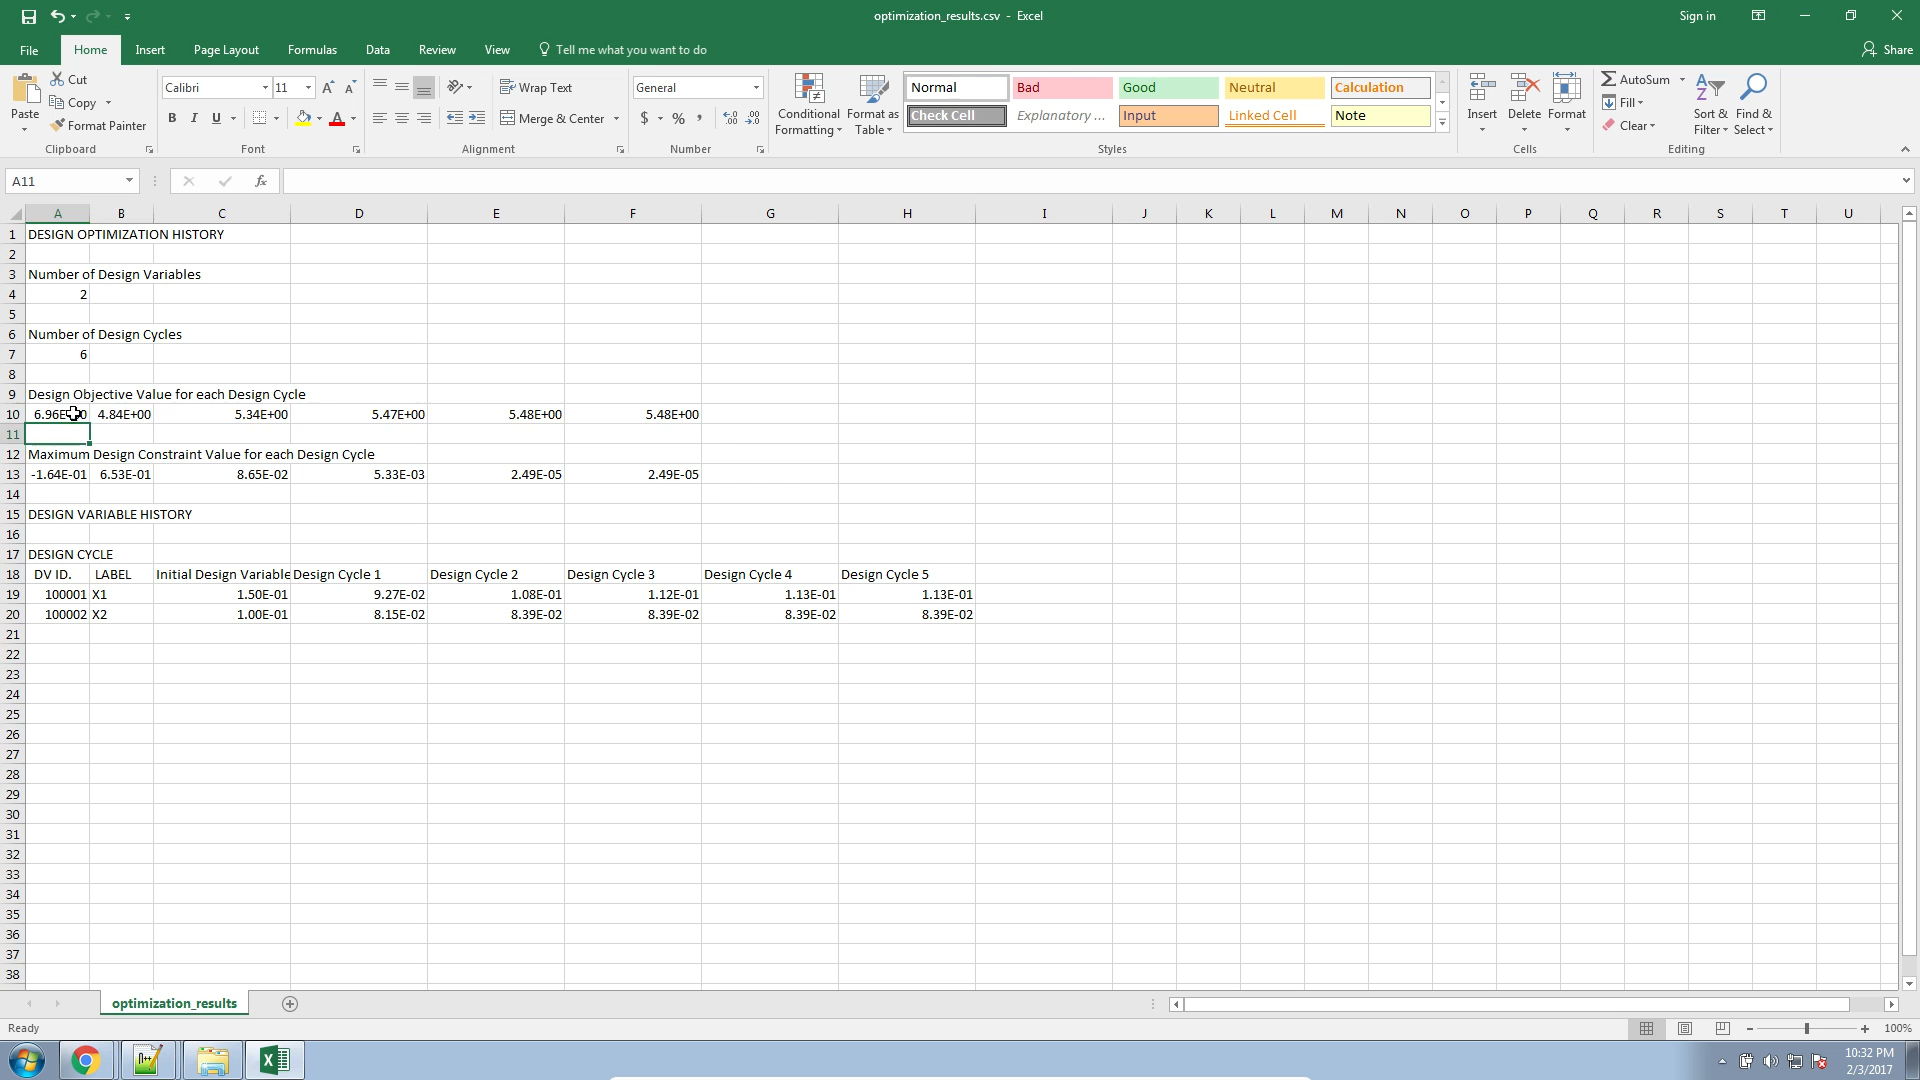 optimization_results.csv - Excel
Sign in
File Home Insert Page Layout Formulas Data Review View Tell me what you want to do Share
Paste Cut Copy Format Painter Clipboard
Calibri 11 A A B I U A Font
Wrap Text Merge & Center Alignment
General $ % , .00 Number
Conditional Formatting Format as Table
Normal Bad Good Neutral Calculation
Check Cell Explanatory ... Input Linked Cell Note
Styles
Insert Delete Format Cells
AutoSum Fill Clear Sort & Filter Find & Select Editing
A11 fx
A B C D E F G H I J K L M N O P Q R S T U
1 DESIGN OPTIMIZATION HISTORY
2
3 Number of Design Variables
4 2
5
6 Number of Design Cycles
7 6
8
9 Design Objective Value for each Design Cycle
10 4.84E+00 5.34E+00 5.47E+00 5.48E+00 5.48E+00
11
12 Maximum Design Constraint Value for each Design Cycle
13 -1.64E-01 6.53E-01 8.65E-02 5.33E-03 2.49E-05 2.49E-05
14
15 DESIGN VARIABLE HISTORY
16
17 DESIGN CYCLE
18 DV ID. LABEL Initial Design Variable Design Cycle 1 Design Cycle 2 Design Cycle 3 Design Cycle 4 Design Cycle 5
19 100001 X1 1.50E-01 9.27E-02 1.08E-01 1.12E-01 1.13E-01 1.13E-01
20 100002 X2 1.00E-01 8.15E-02 8.39E-02 8.39E-02 8.39E-02 8.39E-02
21
22
23
24
25
26
27
28
29
30
31
32
33
34
35
36
37
38
optimization_results
Ready 100%
10:32 PM
2/3/2017